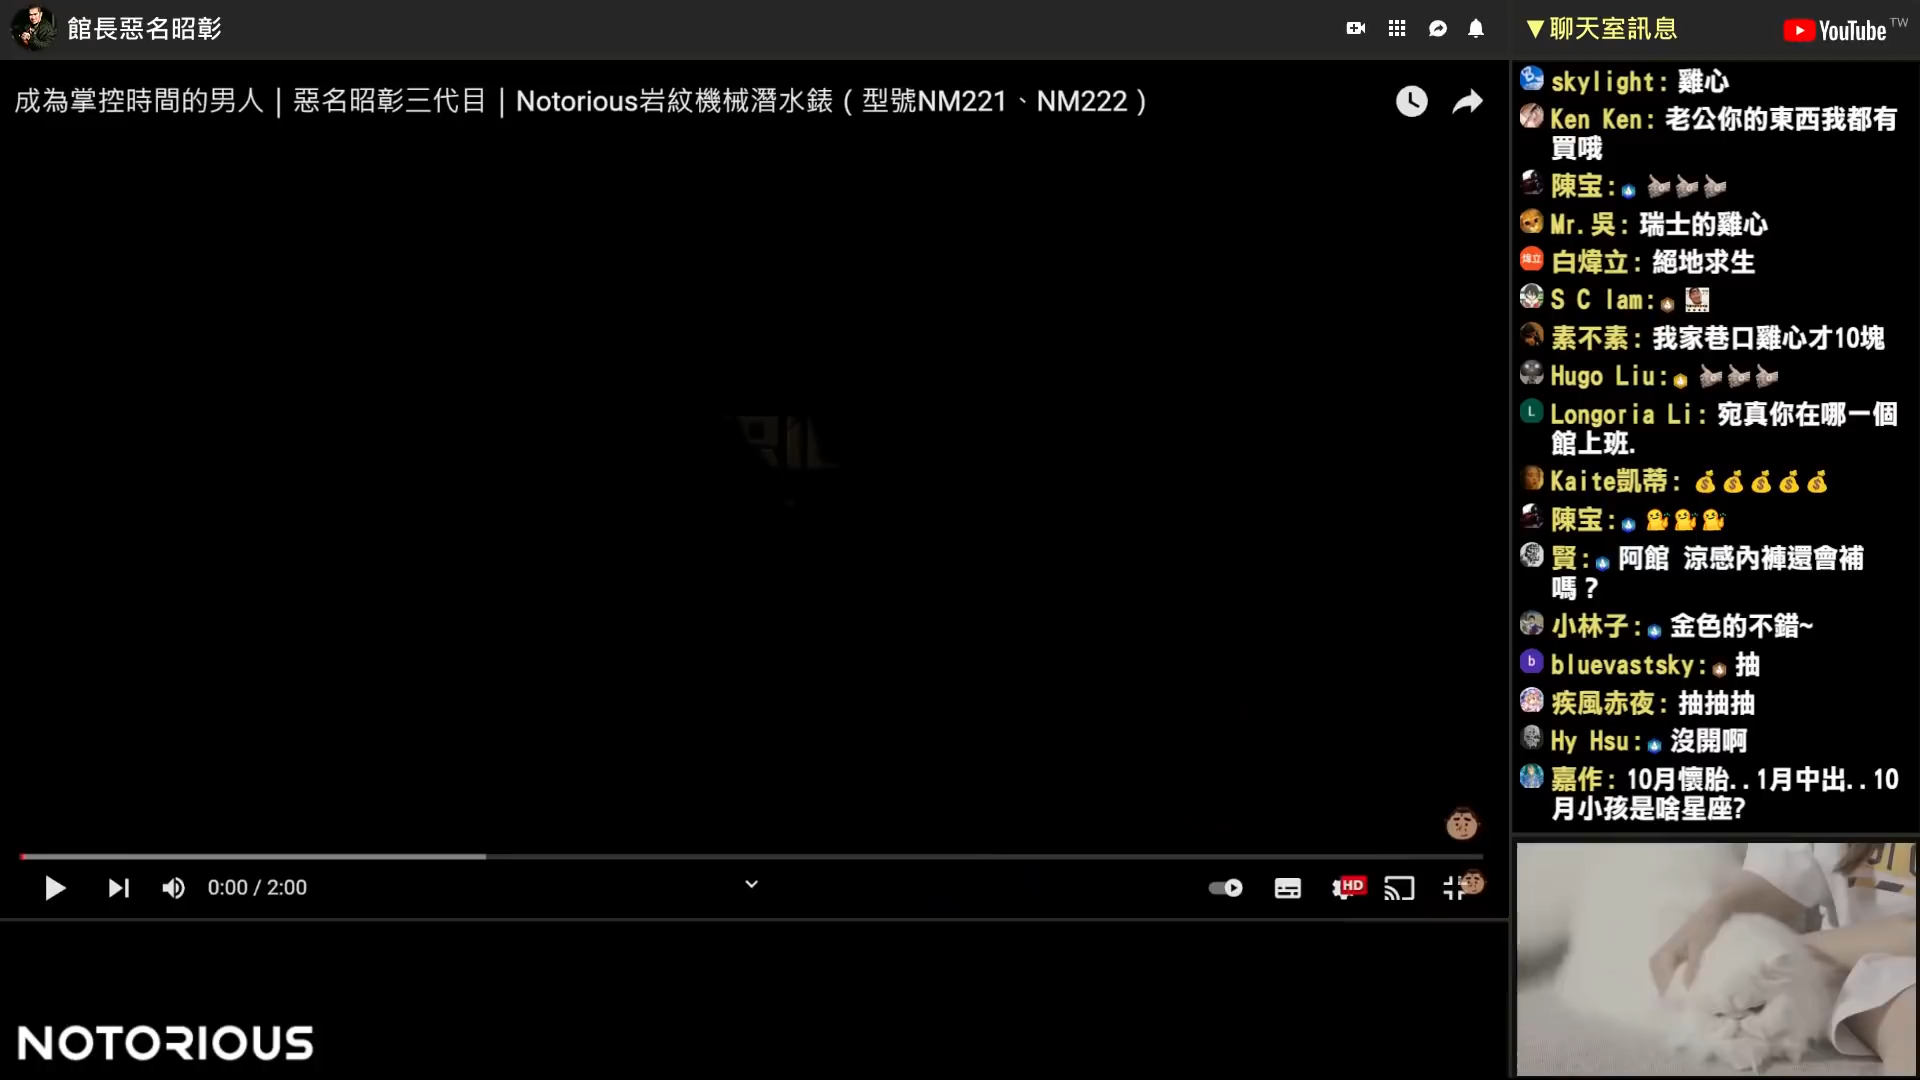 館長惡名昭彰
▼聊天室訊息
YouTube TW
成為掌控時間的男人｜惡名昭彰三代目｜Notorious岩紋機械潛水錶（型號NM221、NM222）
skylight: 雞心
Ken Ken: 老公你的東西我都有
買哦
陳宝:
Mr.吳: 瑞士的雞心
白煒立: 絕地求生
S C lam:
素不素: 我家巷口雞心才10塊
Hugo Liu:
L
Longoria Li: 宛真你在哪一個
館上班.
Kaite凱蒂: 💰💰💰💰💰
陳宝:
賢: 阿館 涼感內褲還會補
嗎？
小林子: 金色的不錯~
b
bluevastsky: 抽
疾風赤夜: 抽抽抽
Hy Hsu: 沒開啊
嘉作: 10月懷胎..1月中出..10
月小孩是啥星座?
0:00 / 2:00
HD
NOTORIOUS